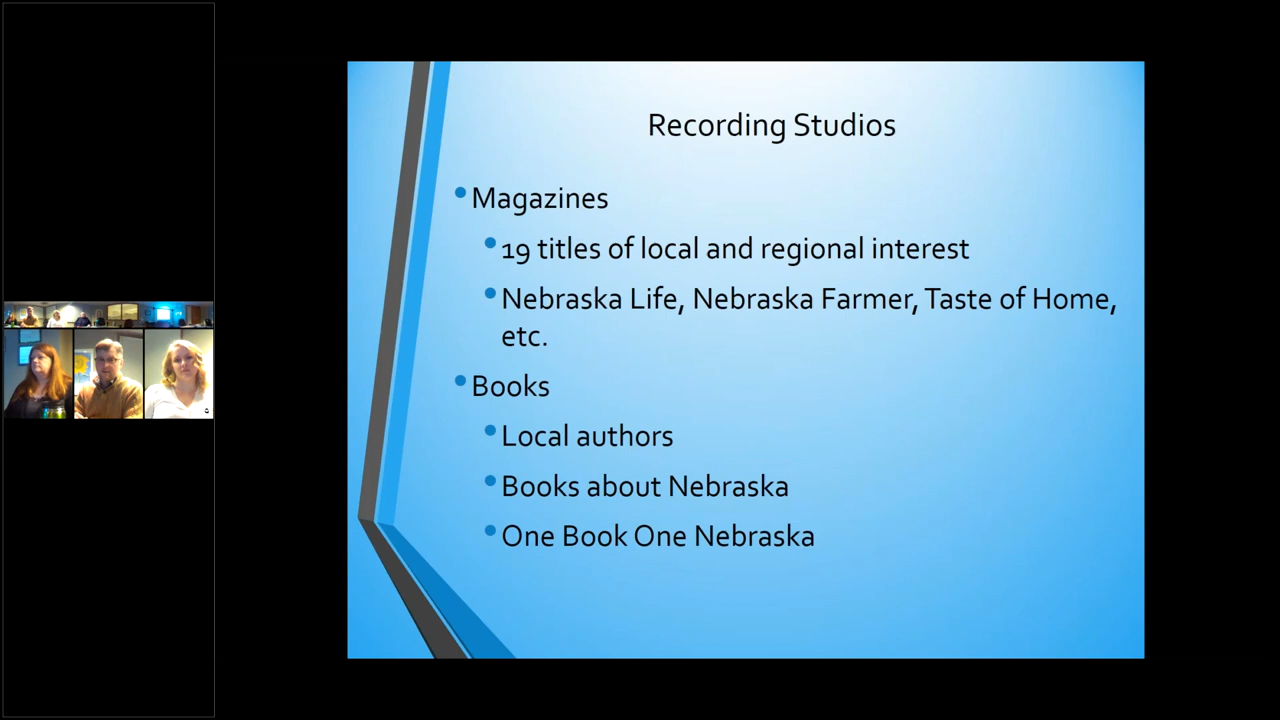 Recording Studios
Magazines
19 titles of local and regional interest
Nebraska Life, Nebraska Farmer, Taste of Home,
etc.
Books
Local authors
Books about Nebraska
One Book One Nebraska